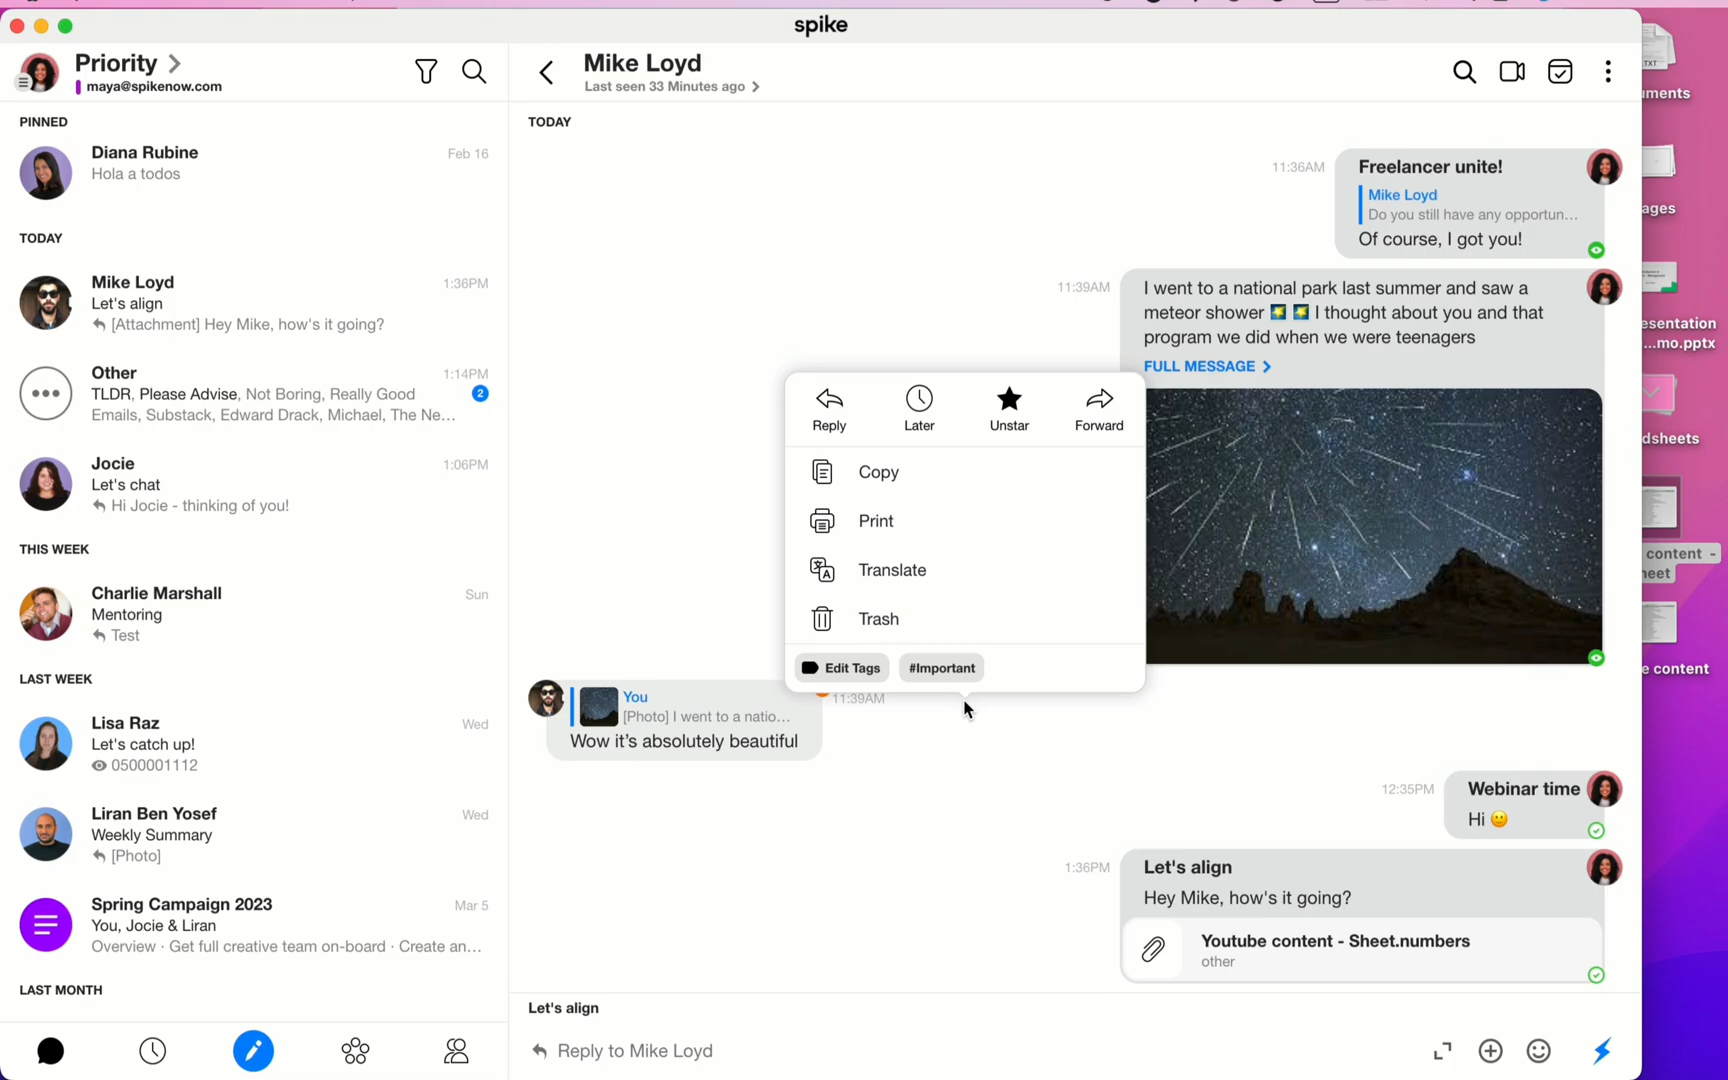 spike
Priority
maya@spikenow.com
PINNED
Diana Rubine
Feb 16
Hola a todos
TODAY
Mike Loyd
1:36PM
Let's align
[Attachment] Hey Mike, how's it going?
Other
1:14PM
TLDR, Please Advise, Not Boring, Really Good
2
Emails, Substack, Edward Drack, Michael, The Ne...
Jocie
1:06PM
Let's chat
Hi Jocie - thinking of you!
THIS WEEK
Charlie Marshall
Sun
Mentoring
Test
LAST WEEK
Lisa Raz
Wed
Let's catch up!
0500001112
Liran Ben Yosef
Wed
Weekly Summary
[Photo]
Spring Campaign 2023
Mar 5
You, Jocie & Liran
Overview · Get full creative team on-board · Create an...
LAST MONTH
Mike Loyd
Last seen 33 Minutes ago
TODAY
11:36AM
Freelancer unite!
Mike Loyd
Do you still have any opportun...
Of course, I got you!
11:39AM
I went to a national park last summer and saw a
meteor shower 🌠 🌠 I thought about you and that
program we did when we were teenagers
FULL MESSAGE
Reply
Later
Unstar
Forward
Copy
Print
Translate
Trash
Edit Tags
#Important
You
11:39AM
[Photo] I went to a natio...
Wow it's absolutely beautiful
12:35PM
Webinar time
Hi 🙂
1:36PM
Let's align
Hey Mike, how's it going?
Youtube content - Sheet.numbers
other
Let's align
Reply to Mike Loyd
.TXT
uments
ages
esentation
...mo.pptx
dsheets
content -
heet
e content